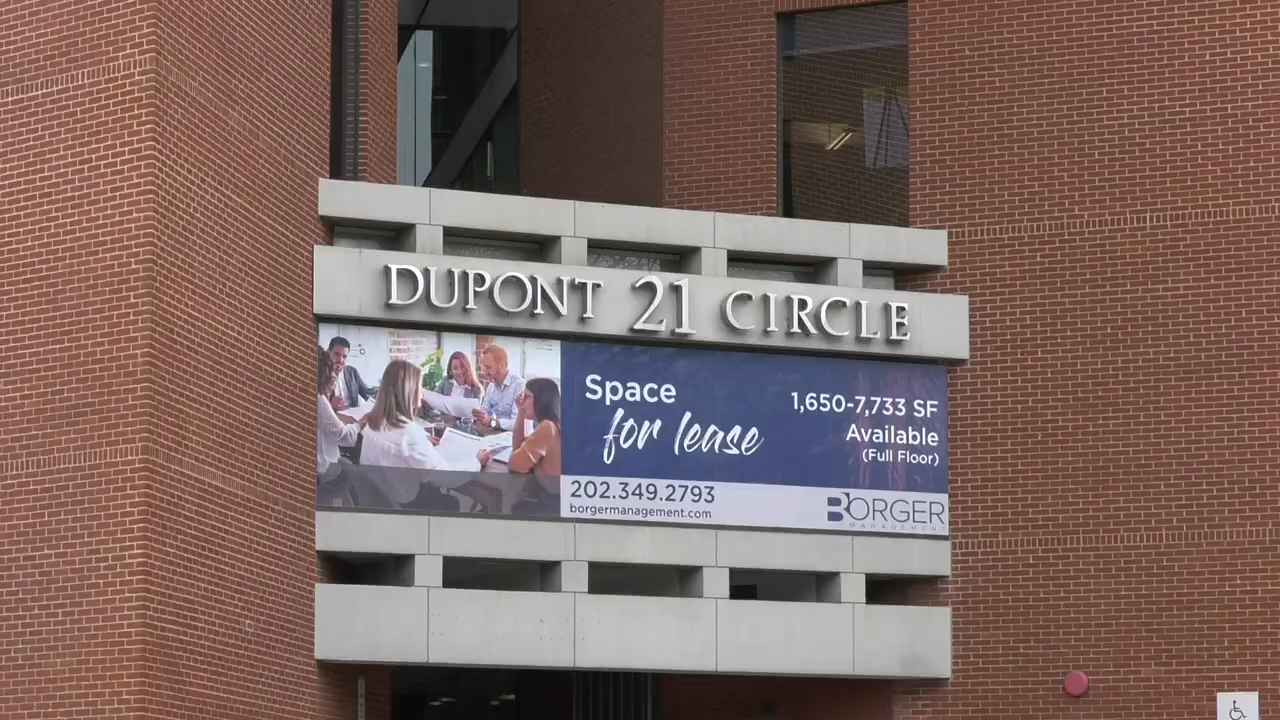 DUPONT 21 CIRCLE
Space
for lease
1,650-7,733 SF
Available
(Full Floor)
202.349.2793
borgermanagement.com
BORGER
MANAGEMENT